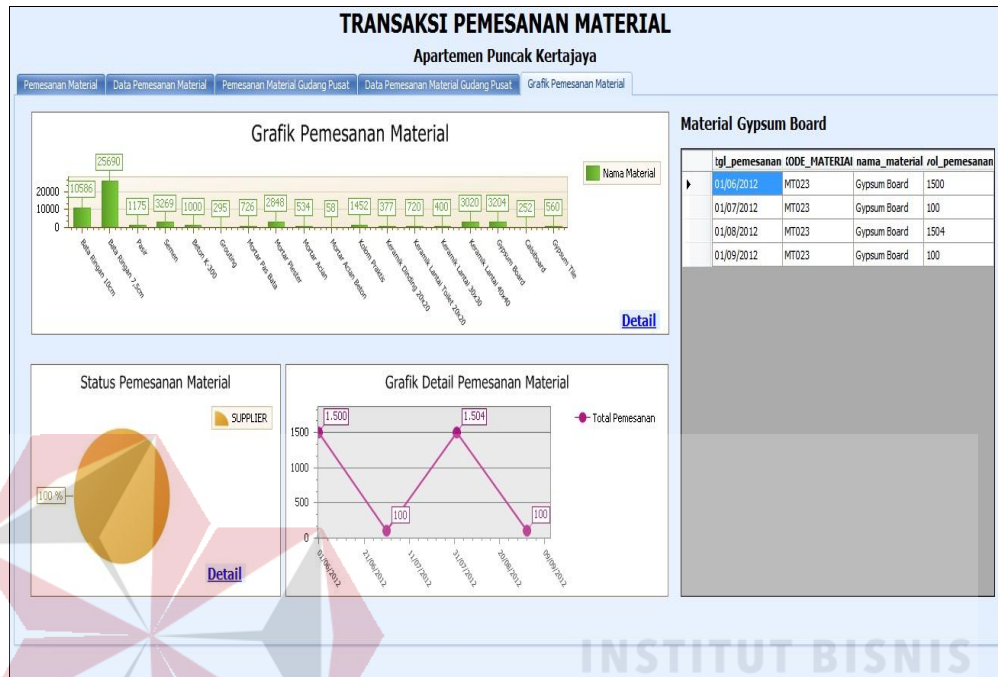 TRANSAKSI PEMESANAN MATERIAL
Apartemen Puncak Kertajaya
Pemesanan Material Data Pemesanan Material Pemesanan Material Gudang Pusat Data Pemesanan Material Gudang Pusat Grafik Pemesanan Material
Grafik Pemesanan Material
Nama Material
20000
10000
0
10586 25690 1175 3269 1000 295 726 2848 534 58 1452 377 720 400 3020 3204 252 560
Bata Ringan 10cm
Bata Ringan 7.5cm
Pasir
Semen
Beton K-300
Grouting
Mortar Pas Bata
Mortar Plester
Mortar Acian
Mortar Acian Beton
Kolom Praktis
Keramik Dinding 20x20
Keramik Lantai Toilet 20x20
Keramik Lantai 30x30
Keramik Lantai 40x40
Gypsum Board
Calsiboard
Gypsum Tile
Detail
Material Gypsum Board
tgl_pemesanan KODE_MATERIAL nama_material vol_pemesanan
01/06/2012 MT023 Gypsum Board 1500
01/07/2012 MT023 Gypsum Board 100
01/08/2012 MT023 Gypsum Board 1504
01/09/2012 MT023 Gypsum Board 100
Status Pemesanan Material
SUPPLIER
100 %
Detail
Grafik Detail Pemesanan Material
Total Pemesanan
1500
1000
500
0
1.500 100 1.504 100
01/06/2012
21/06/2012
11/07/2012
31/07/2012
20/08/2012
09/09/2012
INSTITUT BISNIS